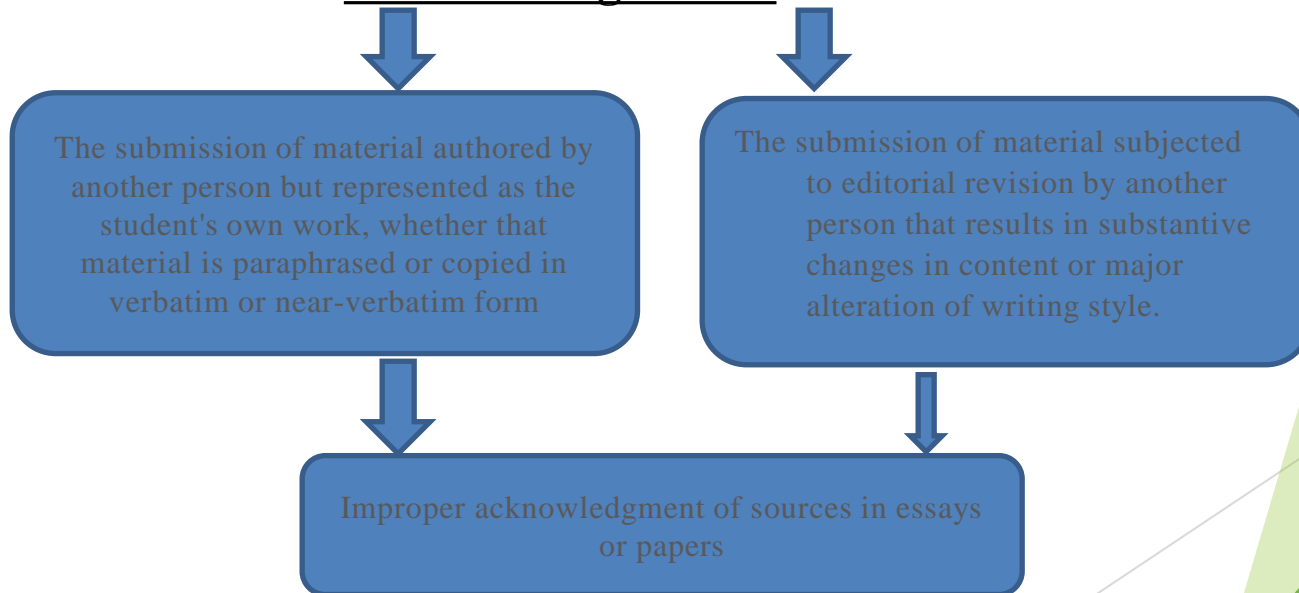 The submission of material authored by
another person but represented as the
student's own work, whether that
material is paraphrased or copied in
verbatim or near-verbatim form
The submission of material subjected
to editorial revision by another
person that results in substantive
changes in content or major
alteration of writing style.
Improper acknowledgment of sources in essays
or papers